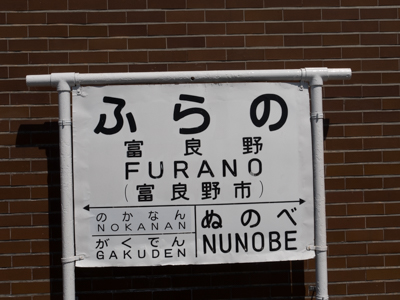 ふらの
富良野
FURANO
(富良野市)
のかなん
NOKANAN
がくでん
GAKUDEN
ぬのべ
NUNOBE